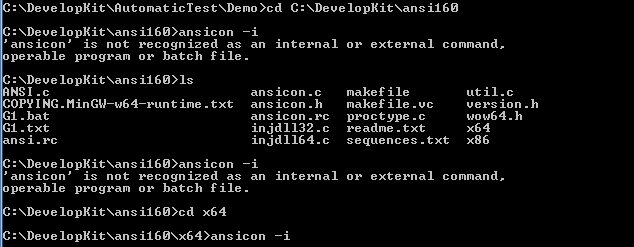 C:\DevelopKit\AutomaticTest\Demo>cd C:\DevelopKit\ansi160
C:\DevelopKit\ansi160>ansicon -i
'ansicon' is not recognized as an internal or external command,
operable program or batch file.
C:\DevelopKit\ansi160>ls
ANSI.c ansicon.c makefile util.c
COPYING.MinGW-w64-runtime.txt ansicon.h makefile.vc version.h
G1.bat ansicon.rc proctype.c wow64.h
G1.txt injdll32.c readme.txt x64
ansi.rc injdll64.c sequences.txt x86
C:\DevelopKit\ansi160>ansicon -i
'ansicon' is not recognized as an internal or external command,
operable program or batch file.
C:\DevelopKit\ansi160>cd x64
C:\DevelopKit\ansi160\x64>ansicon -i